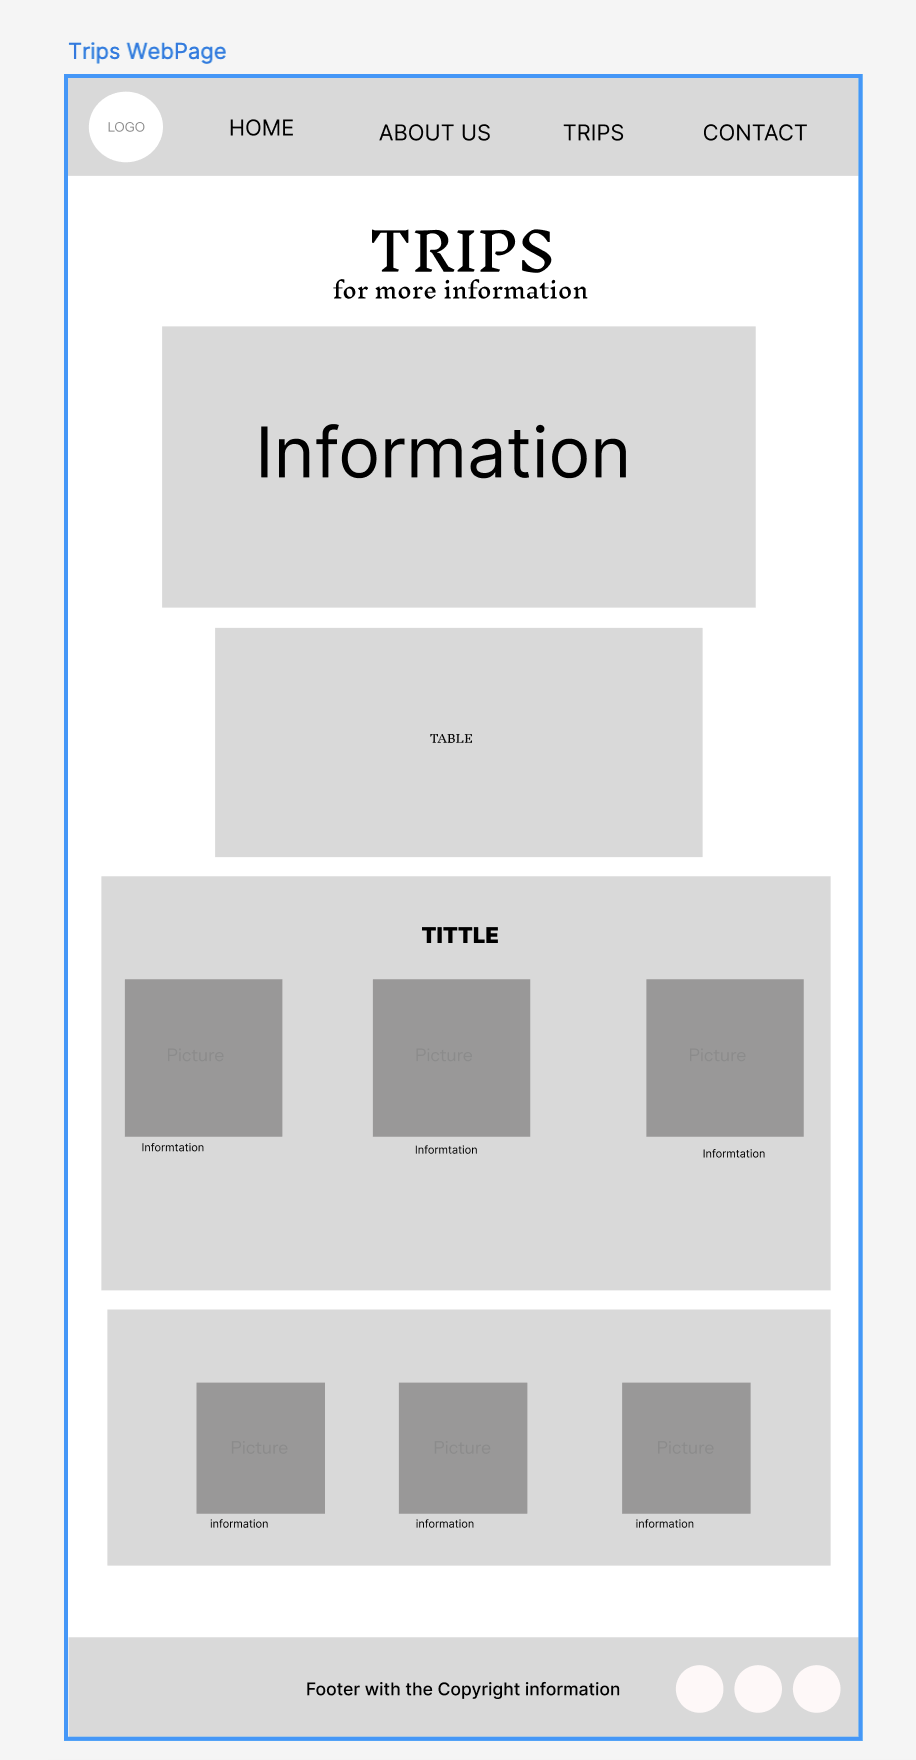 Trips WebPage
LOGO HOME ABOUT US TRIPS CONTACT
TRIPS
for more information
Information
TABLE
TITTLE
Picture Picture Picture
Informtation Informtation Informtation
Picture Picture Picture
information information information
Footer with the Copyright information